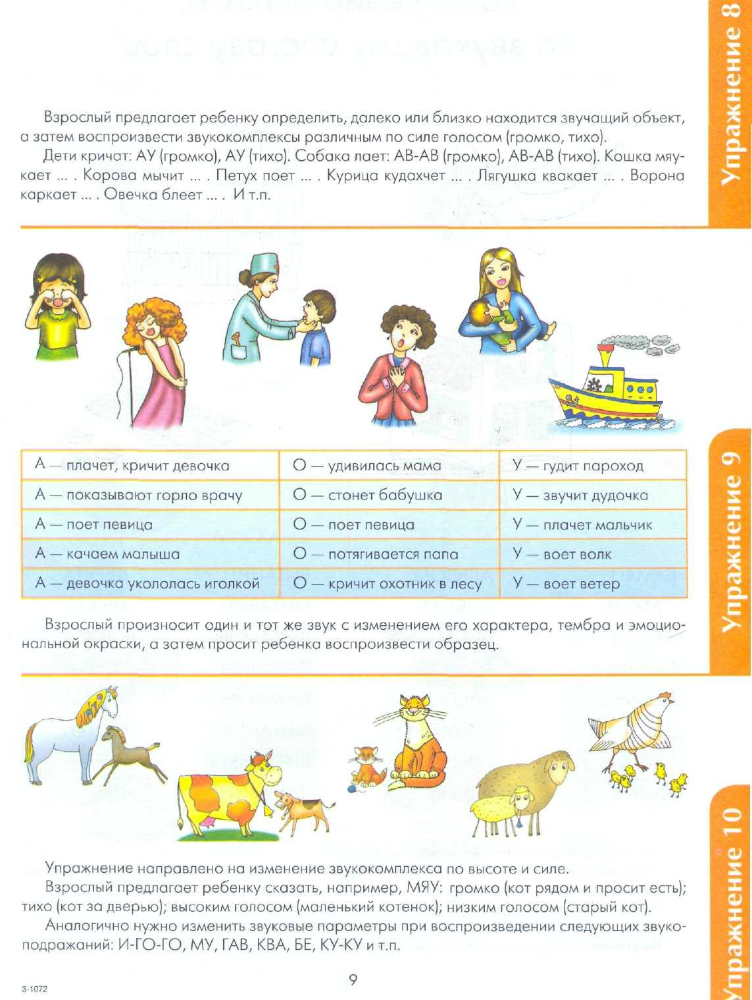 Упражнение 8
Взрослый предлагает ребенку определить, далеко или близко находится звучащий объект,
а затем воспроизвести звукокомплексы различным по силе голосом (громко, тихо).
Дети кричат: АУ (громко), АУ (тихо). Собака лает: АВ-АВ (громко), АВ-АВ (тихо). Кошка мяу-
кает ... . Корова мычит ... . Петух поет ... . Курица кудахчет ... . Лягушка квакает ... . Ворона
каркает ... . Овечка блеет ... . И т.п.
Упражнение 9
А — плачет, кричит девочка О — удивилась мама У — гудит пароход
А — показывают горло врачу О — стонет бабушка У — звучит дудочка
А — поет певица О — поет певица У — плачет мальчик
А — качаем малыша О — потягивается папа У — воет волк
А — девочка укололась иголкой О — кричит охотник в лесу У — воет ветер
Взрослый произносит один и тот же звук с изменением его характера, тембра и эмоцио-
нальной окраски, а затем просит ребенка воспроизвести образец.
Упражнение 10
Упражнение направлено на изменение звукокомплекса по высоте и силе.
Взрослый предлагает ребенку сказать, например, МЯУ: громко (кот рядом и просит есть);
тихо (кот за дверью); высоким голосом (маленький котенок); низким голосом (старый кот).
Аналогично нужно изменить звуковые параметры при воспроизведении следующих звуко-
подражаний: И-ГО-ГО, МУ, ГАВ, КВА, БЕ, КУ-КУ и т.п.
9
3-1072